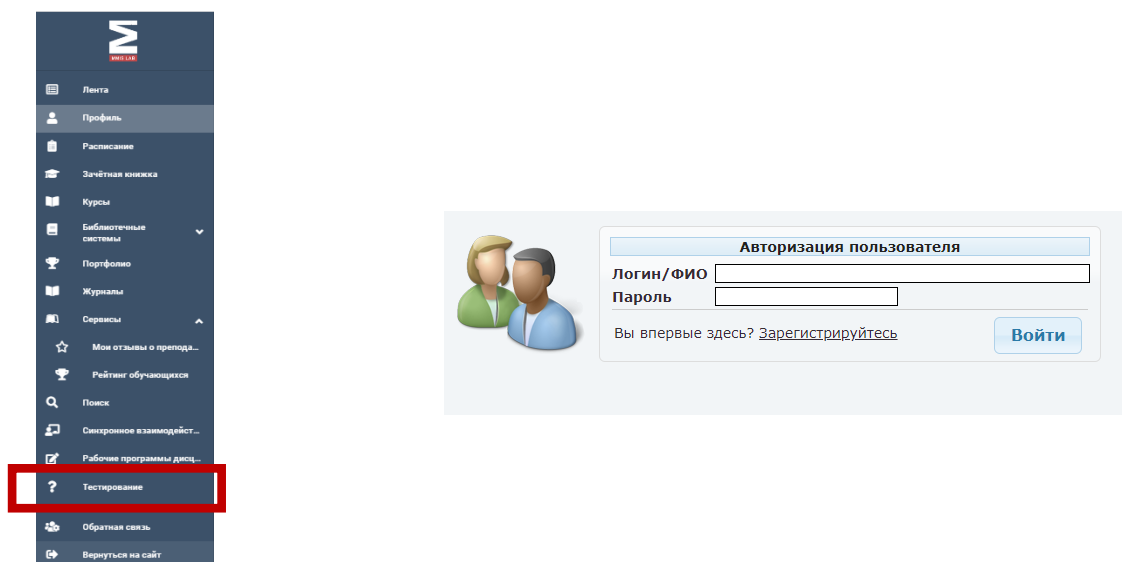 M
MMIS LAB
Лента
Профиль
Расписание
Зачётная книжка
Курсы
Библиотечные
системы
Портфолио
Журналы
Сервисы
Мои отзывы о препода...
Рейтинг обучающихся
Поиск
Синхронное взаимодейст...
Рабочие программы дисц...
Тестирование
Обратная связь
Вернуться на сайт
Авторизация пользователя
Логин/ФИО
Пароль
Вы впервые здесь? Зарегистрируйтесь
Войти